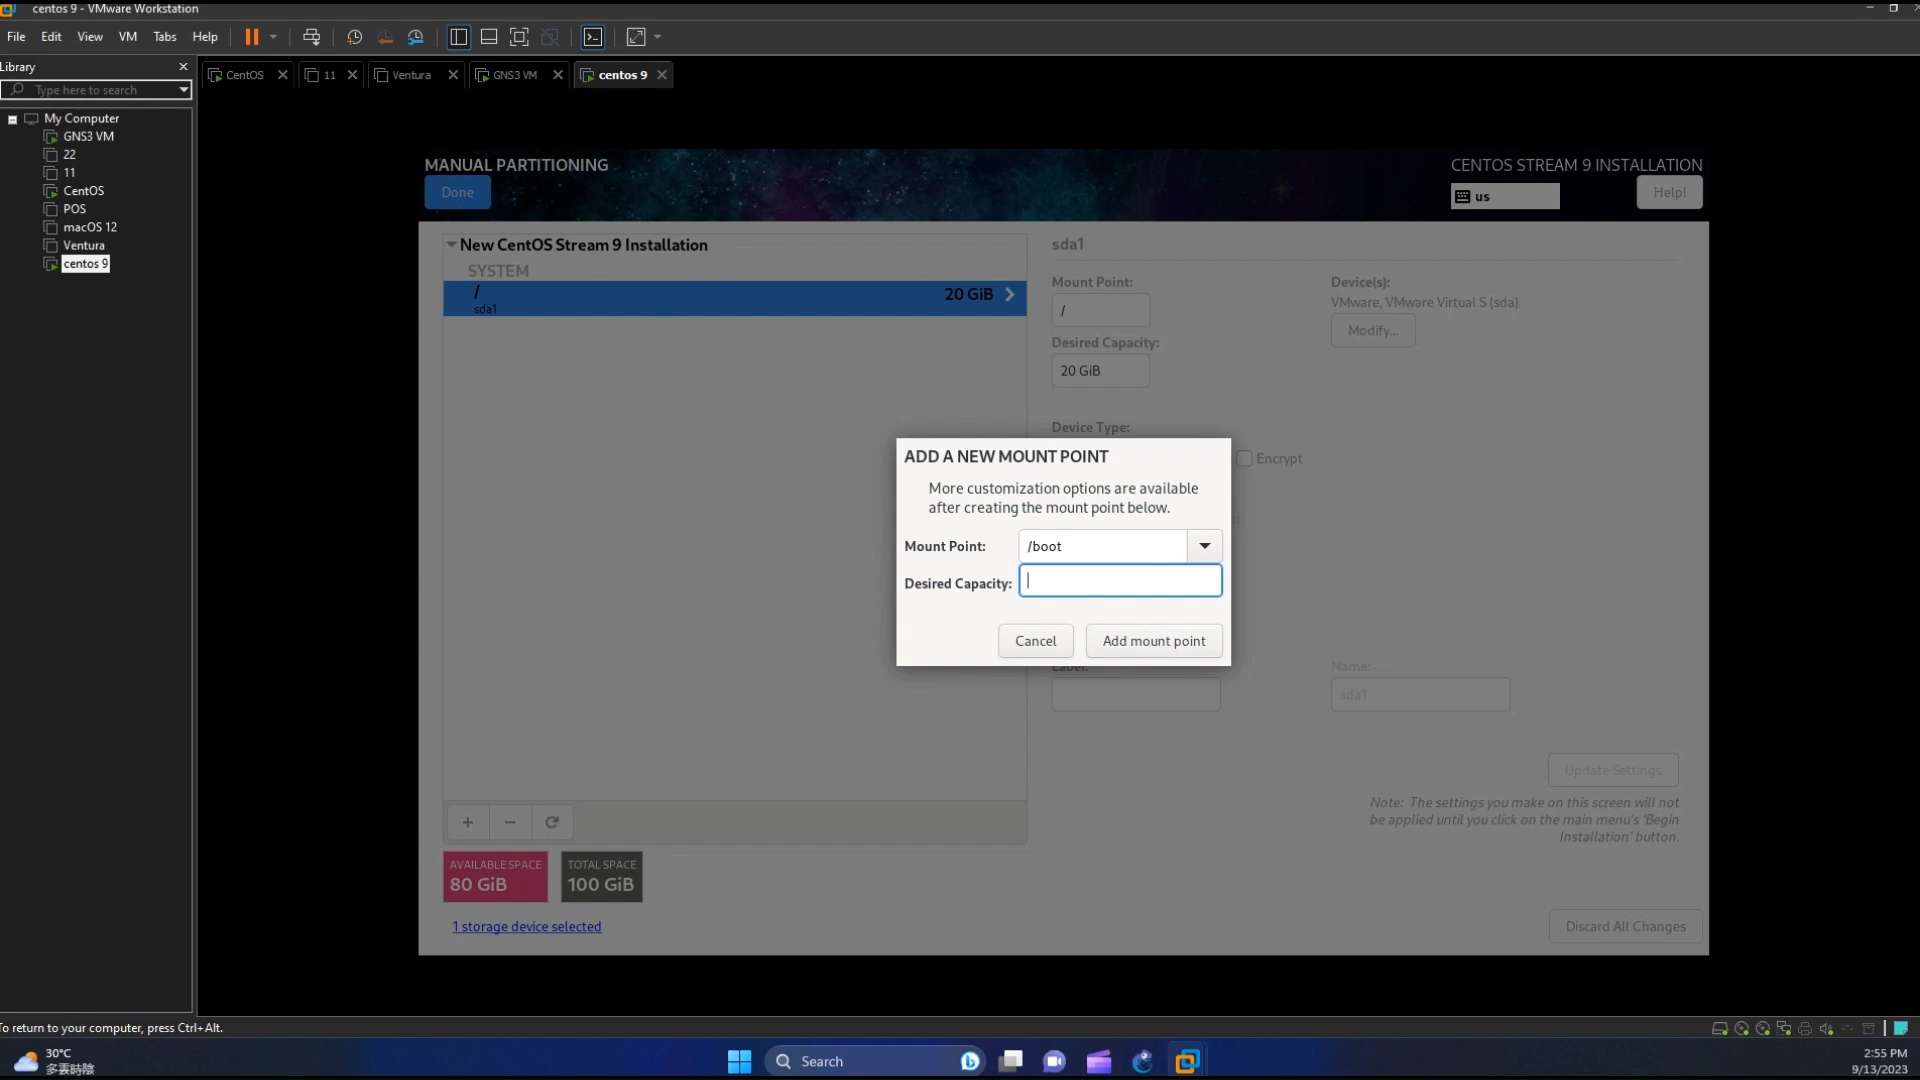 centos 9 - VMware Workstation
File Edit View VM Tabs Help
Library
Type here to search
My Computer
GNS3 VM
22
11
CentOS
POS
macOS 12
Ventura
centos 9
CentOS 11 Ventura GNS3 VM centos 9
MANUAL PARTITIONING
Done
CENTOS STREAM 9 INSTALLATION
us
Help!
New CentOS Stream 9 Installation
SYSTEM
/
20 GiB
sda1
sda1
Mount Point:
/
Desired Capacity:
20 GiB
Device(s):
VMware, VMware Virtual S (sda)
Modify...
Device Type:
Encrypt
ADD A NEW MOUNT POINT
More customization options are available
after creating the mount point below.
Mount Point: /boot
Desired Capacity:
Cancel Add mount point
Label:
Name:
sda1
Update Settings
Note: The settings you make on this screen will not
be applied until you click on the main menu's 'Begin
Installation' button.
AVAILABLE SPACE
80 GiB
TOTAL SPACE
100 GiB
1 storage device selected
Discard All Changes
To return to your computer, press Ctrl+Alt.
30°C
多雲時陰
Search
2:55 PM
9/13/2023